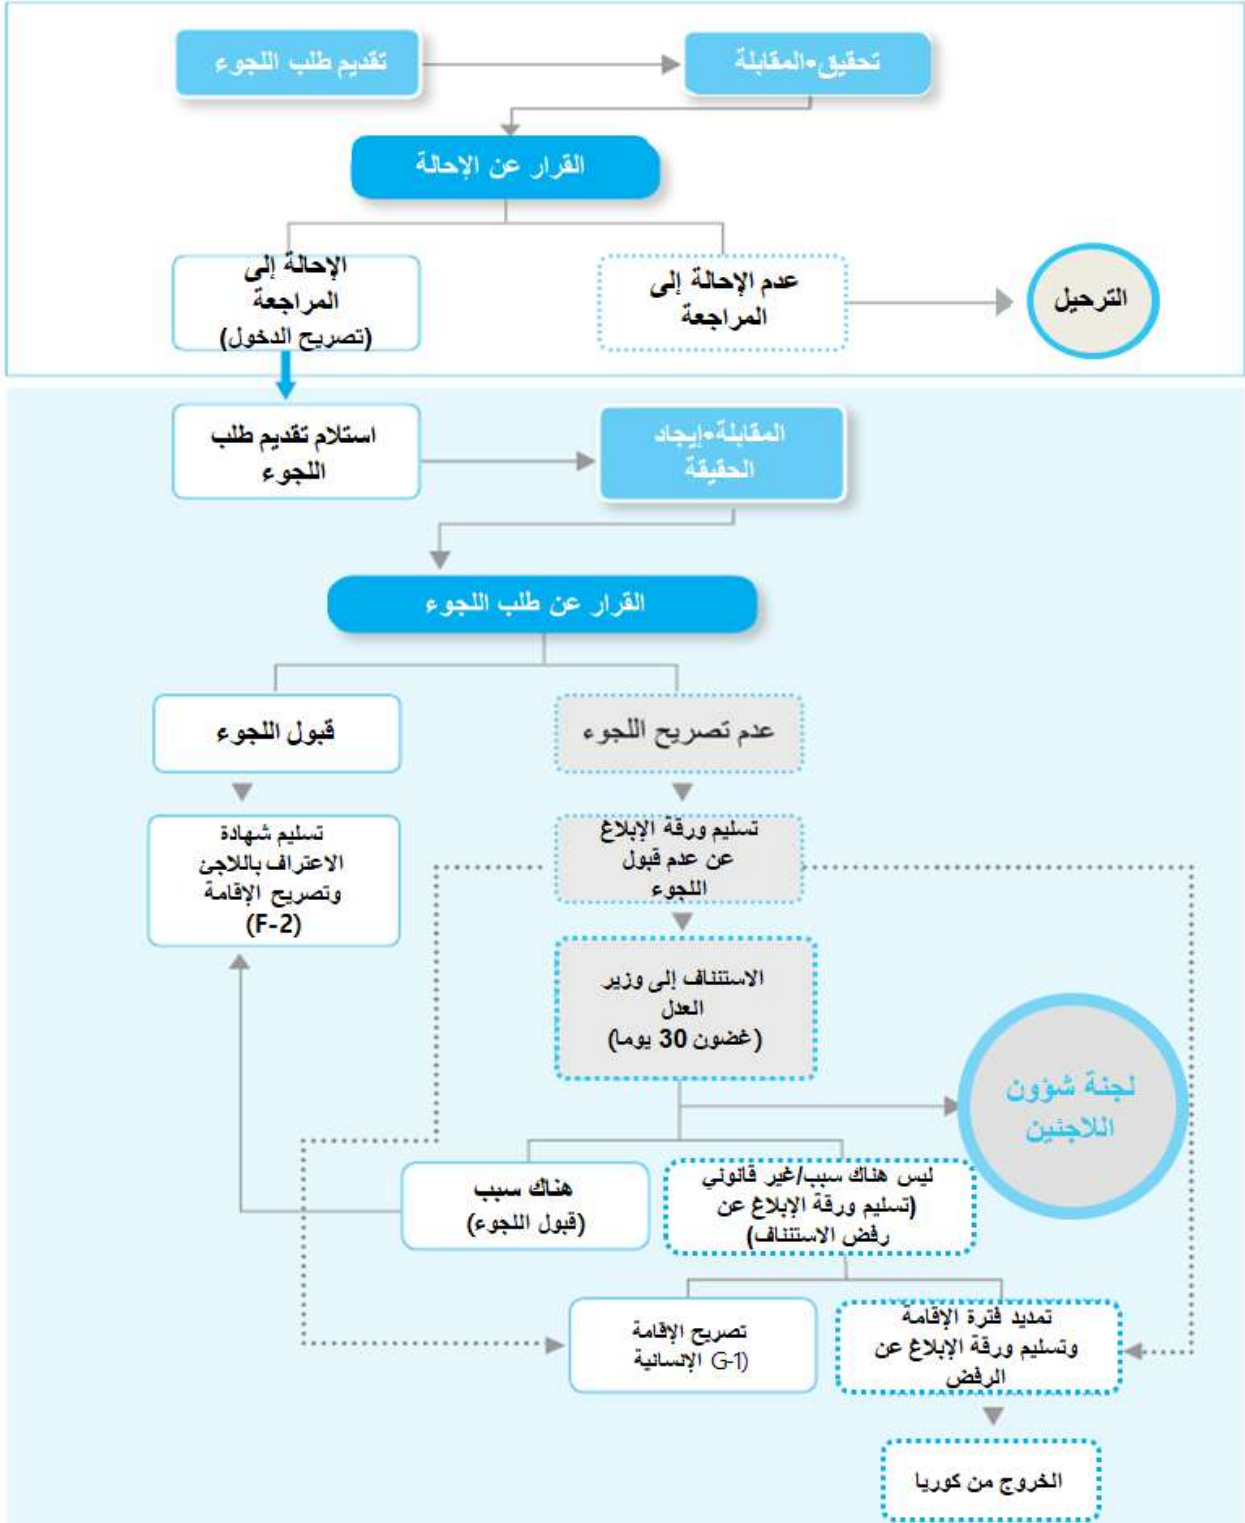 تقديم طلب اللجوء
تحقيق•المقابلة
القرار عن الإحالة
الإحالة إلى
المراجعة
(تصريح الدخول)
عدم الإحالة إلى
المراجعة
الترحيل
استلام تقديم طلب
اللجوء
المقابلة•إيجاد
الحقيقة
القرار عن طلب اللجوء
قبول اللجوء
عدم تصريح اللجوء
تسليم شهادة
الاعتراف باللاجئ
وتصريح الإقامة
(F-2)
تسليم ورقة الإبلاغ
عن عدم قبول
اللجوء
الاستئناف إلى وزير
العدل
(غضون 30 يوما)
لجنة شؤون
اللاجئين
هناك سبب
(قبول اللجوء)
ليس هناك سبب/غير قانوني
(تسليم ورقة الإبلاغ عن
رفض الاستئناف)
تصريح الإقامة
الإنسانية G-1)
تمديد فترة الإقامة
وتسليم ورقة الإبلاغ عن
الرفض
الخروج من كوريا